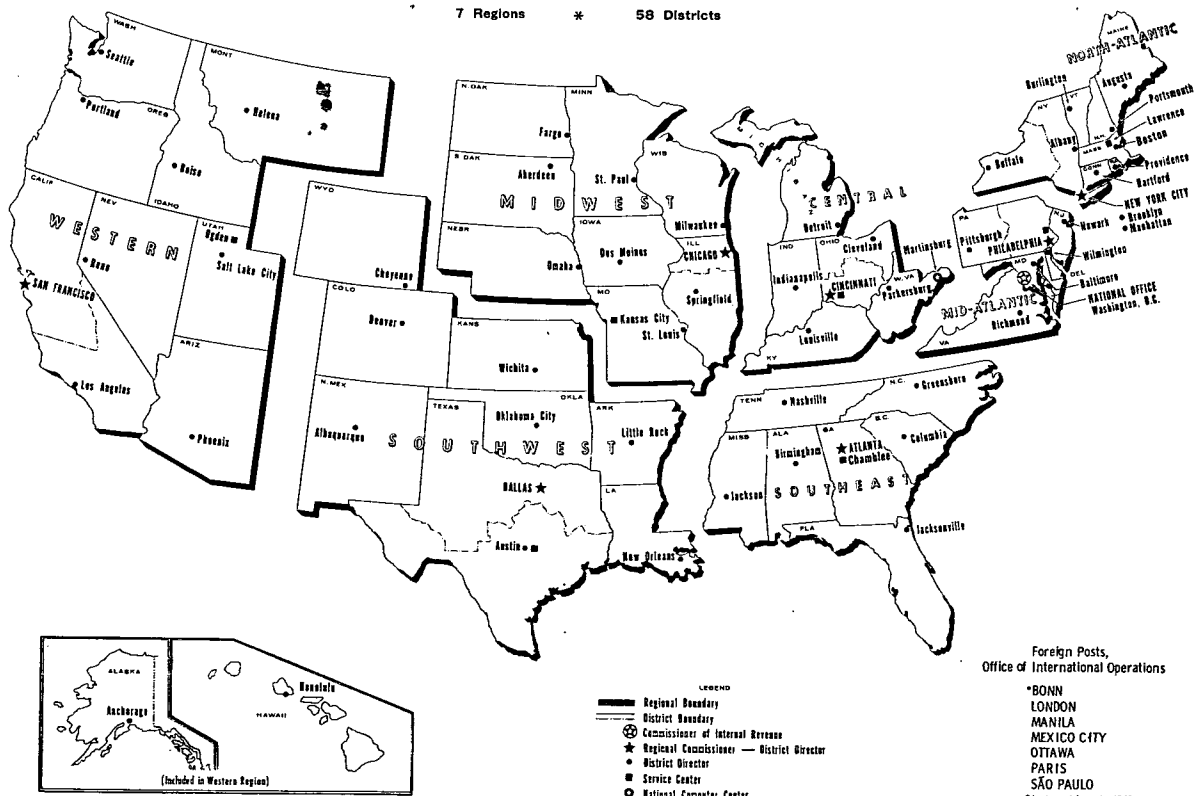 7 Regions * 58 Districts
WASH
Seattle
MONT
Helena
Portland
OREG
Boise
IDAHO
CALIF
NEV
WESTERN
Reno
UTAH
Ogden
Salt Lake City
SAN FRANCISCO
ARIZ
Los Angeles
Phoenix
WYO
Cheyenne
COLO
Denver
KANS
Wichita
N. MEX
Albuquerque
TEXAS
OKLA
Oklahoma City
SOUTHWEST
ARK
Little Rock
LA
DALLAS
Austin
New Orleans
N. DAK
MINN
Fargo
S DAK
Aberdeen
St. Paul
WIS
MIDWEST
Milwaukee
NEBR
IOWA
Omaha
Des Moines
ILL
CHICAGO
Springfield
MO
Kansas City
St. Louis
MICH
CENTRAL
Detroit
IND
OHIO
Cleveland
Indianapolis
CINCINNATI
Martinsburg
W. VA
Parkersburg
Louisville
KY
MAINE
NORTH-ATLANTIC
Burlington
VT
Augusta
NY
Portsmouth
N.H.
Lawrence
Albany
MASS
Boston
Buffalo
CONN
Providence
Hartford
NEW YORK CITY
Brooklyn
Manhattan
PA
N J
Newark
Pittsburgh
PHILADELPHIA
Wilmington
MD
DEL
Baltimore
NATIONAL OFFICE
Washington, D.C.
MID-ATLANTIC
Richmond
VA
TENN
Nashville
N.C.
Greensboro
MISS
ALA
GA
S.C.
Birmingham
ATLANTA
Chamblee
Columbia
Jackson
SOUTHEAST
FLA
Jacksonville
ALASKA
Anchorage
Honolulu
HAWAII
(Included in Western Region)
LEGEND
Regional Boundary
District Boundary
Commissioner of Internal Revenue
Regional Commissioner — District Director
District Director
Service Center
National Computer Center
Foreign Posts,
Office of International Operations
*BONN
LONDON
MANILA
MEXICO CITY
OTTAWA
PARIS
SÃO PAULO